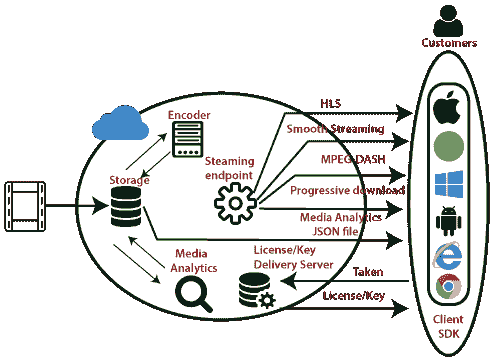 Customers
HLS
Encoder
Smooth Streaming
Steaming
endpoint
MPEG-DASH
Storage
Progressive download
Media Analytics
JSON file
Media
Analytics
License/Key
Delivery Server
Taken
License/Key
Client
SDK